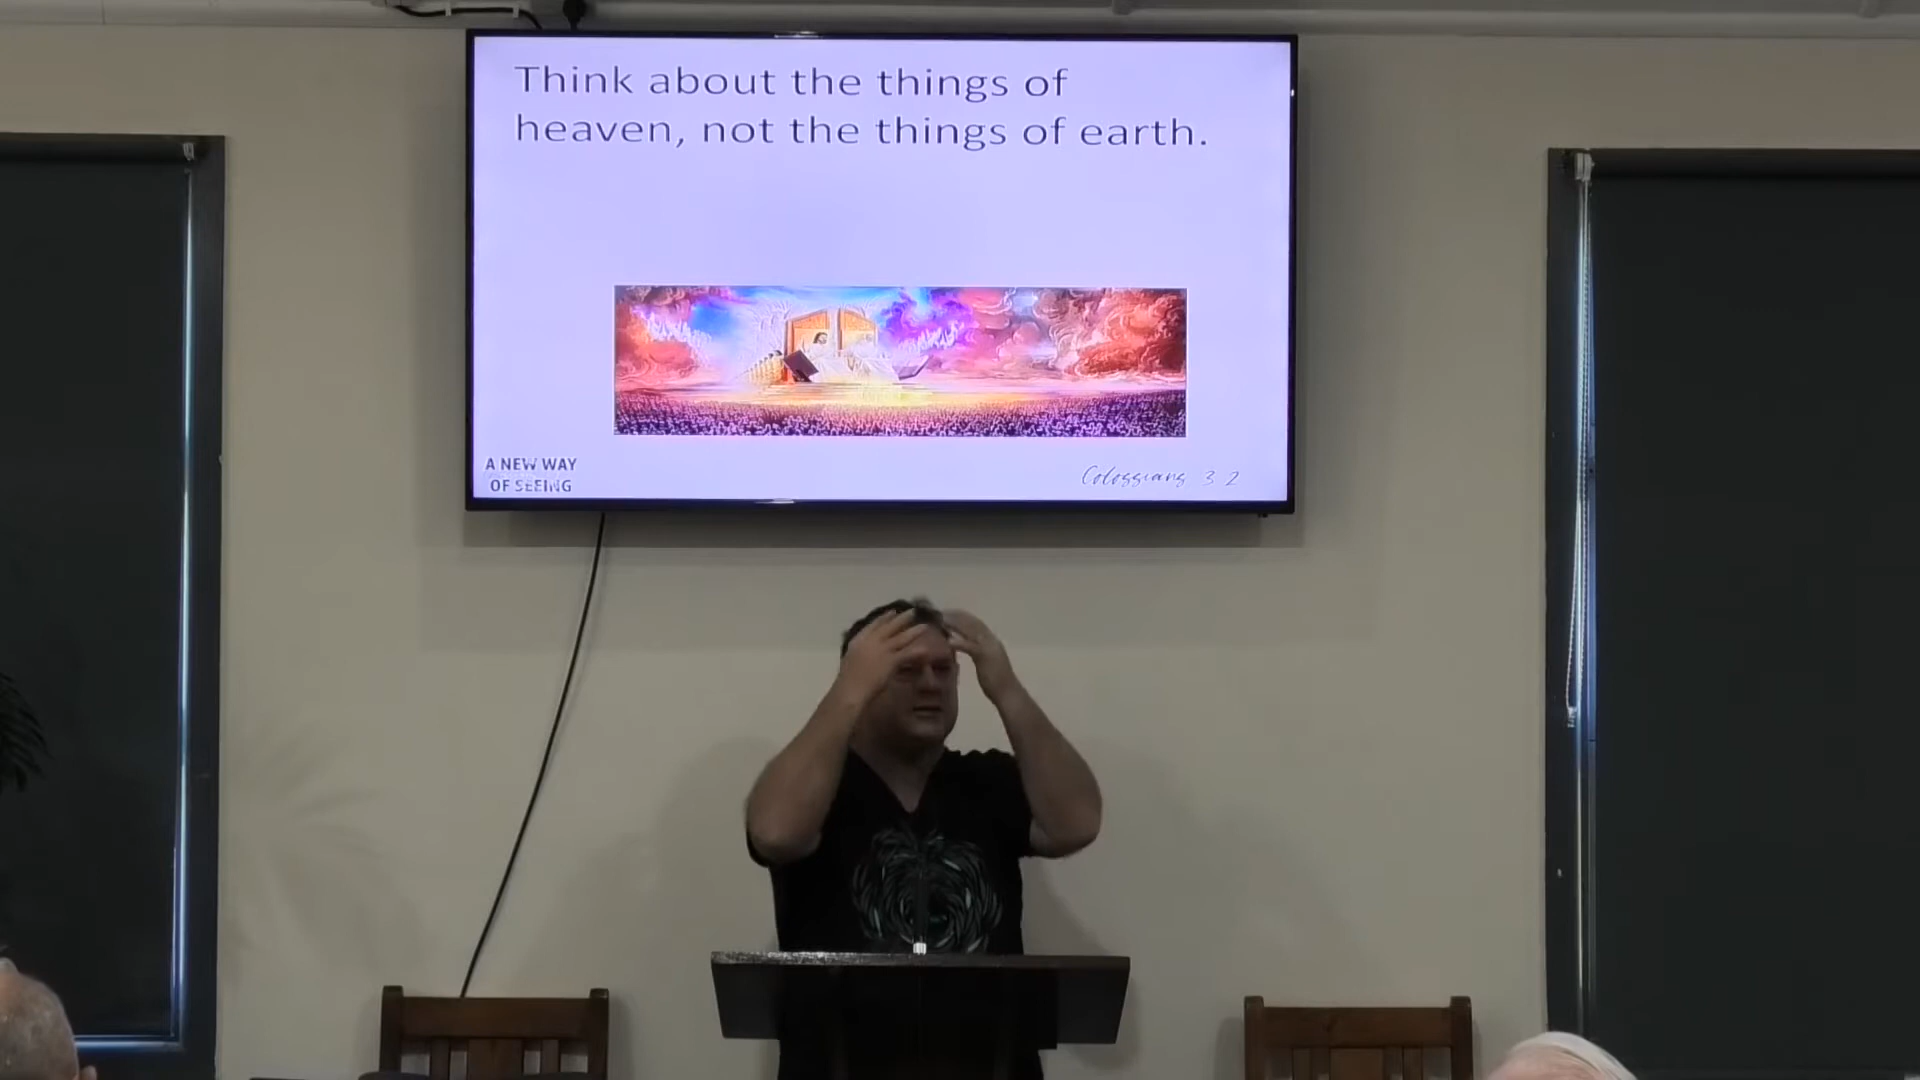 Think about the things of
heaven, not the things of earth.
A NEW WAY
OF SEEING
Colossians 3 2